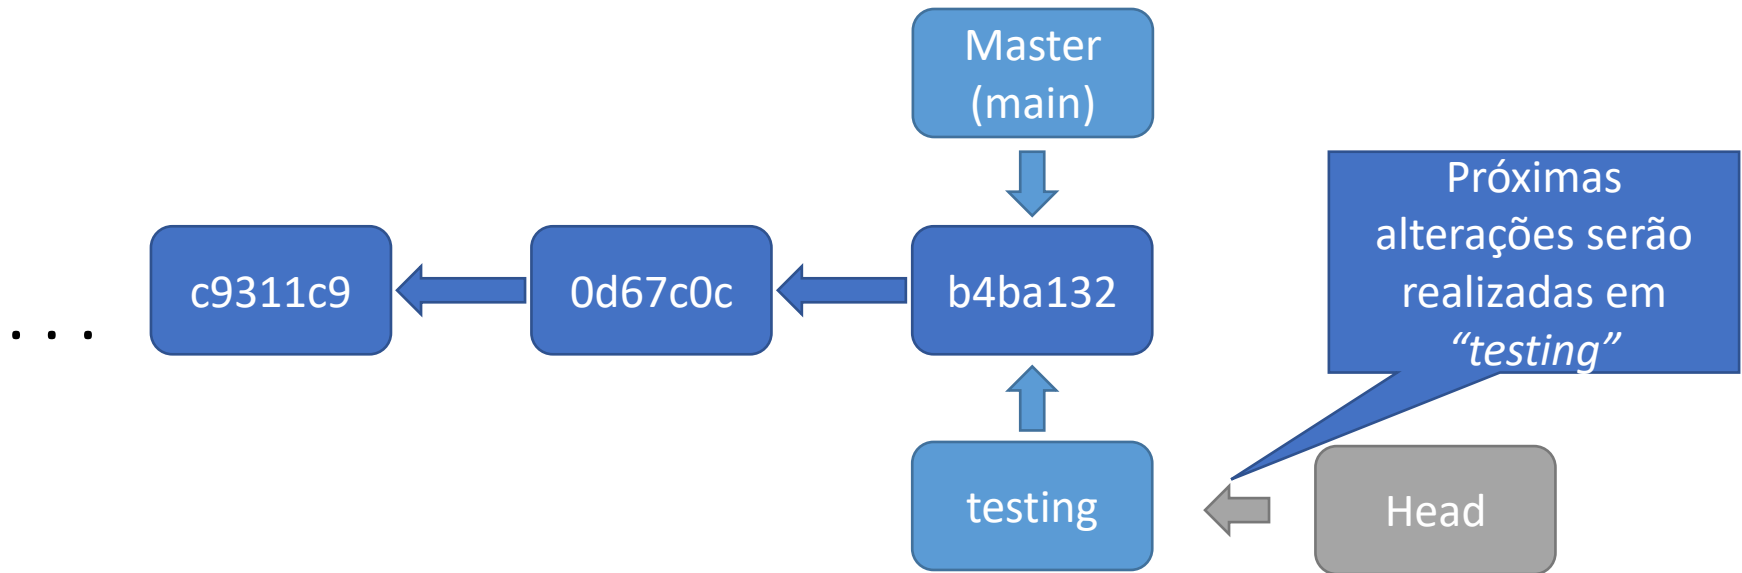 Master
(main)
Próximas
alterações serão
realizadas em
“testing”
c9311c9
0d67c0c
b4ba132
. . .
testing
Head